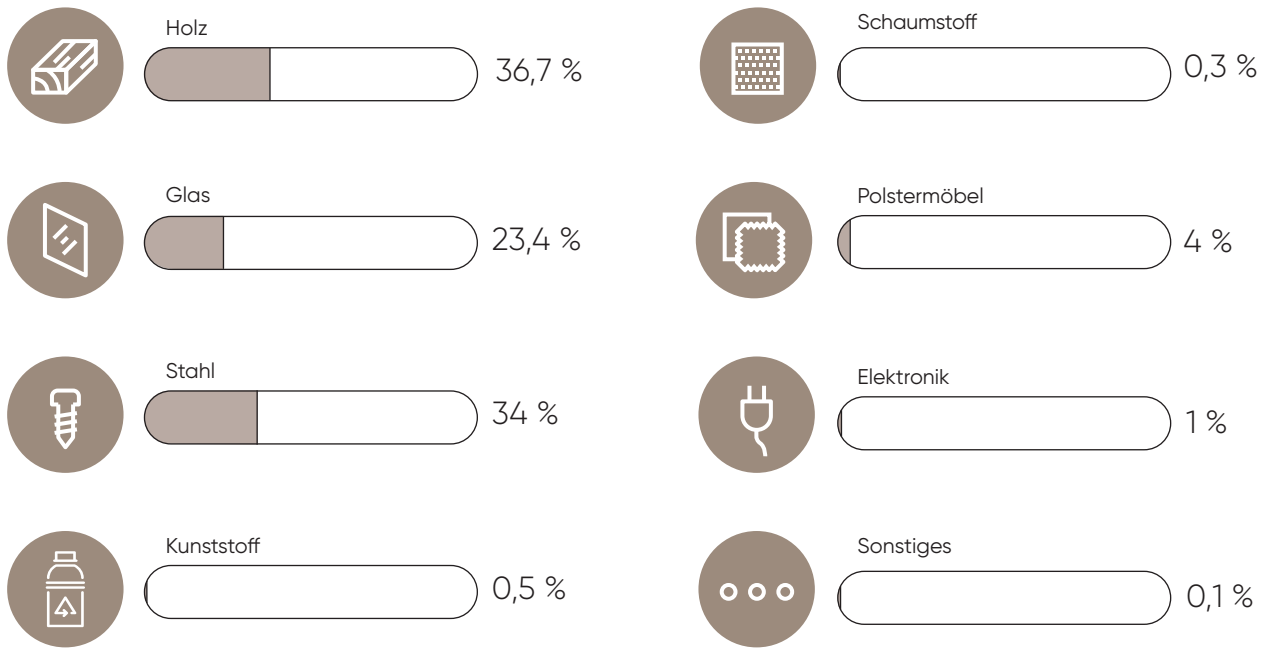 Holz
36,7 %
Glas
23,4 %
Stahl
34 %
Kunststoff
0,5 %
Schaumstoff
0,3 %
Polstermöbel
4 %
Elektronik
1 %
Sonstiges
0,1 %